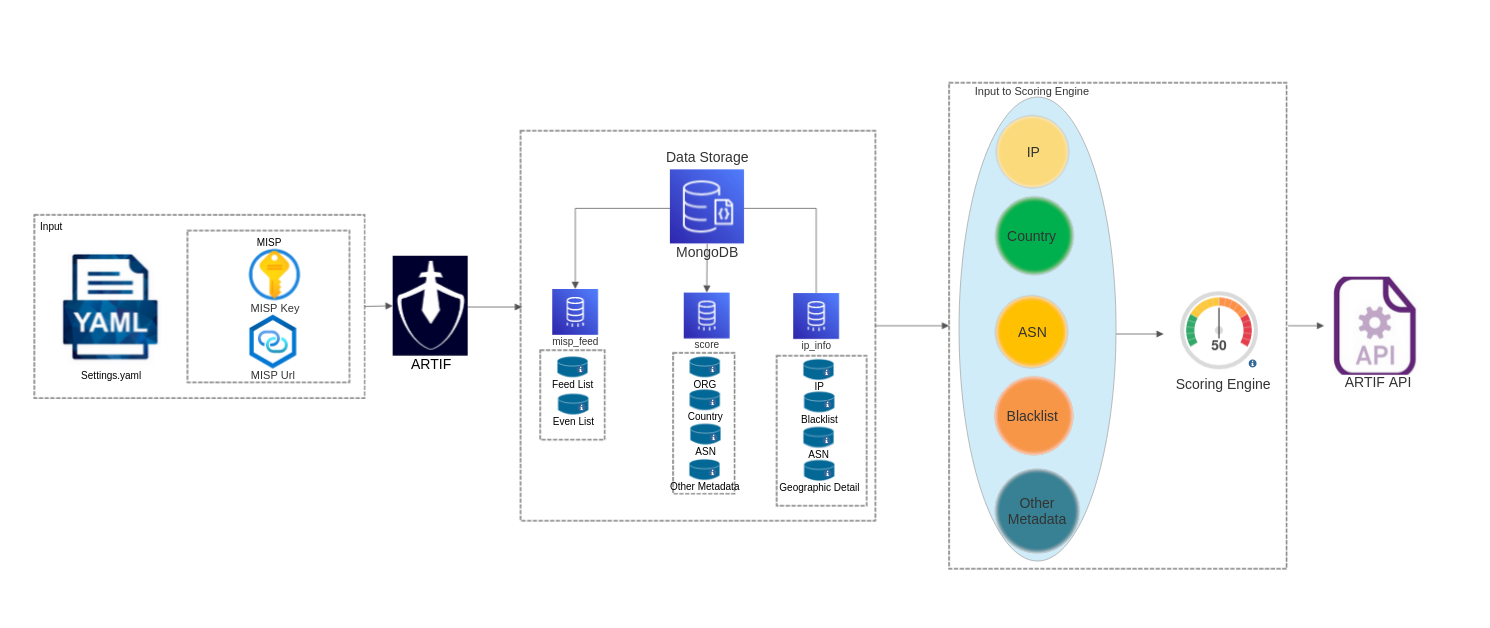 Input
YAML
Settings.yaml
MISP
MISP Key
MISP Url
ARTIF
Data Storage
MongoDB
misp_feed
Feed List
Even List
score
ORG
Country
ASN
Other Metadata
ip_info
IP
Blacklist
ASN
Geographic Detail
Input to Scoring Engine
IP
Country
ASN
Blacklist
Other
Metadata
50
Scoring Engine
API
ARTIF API